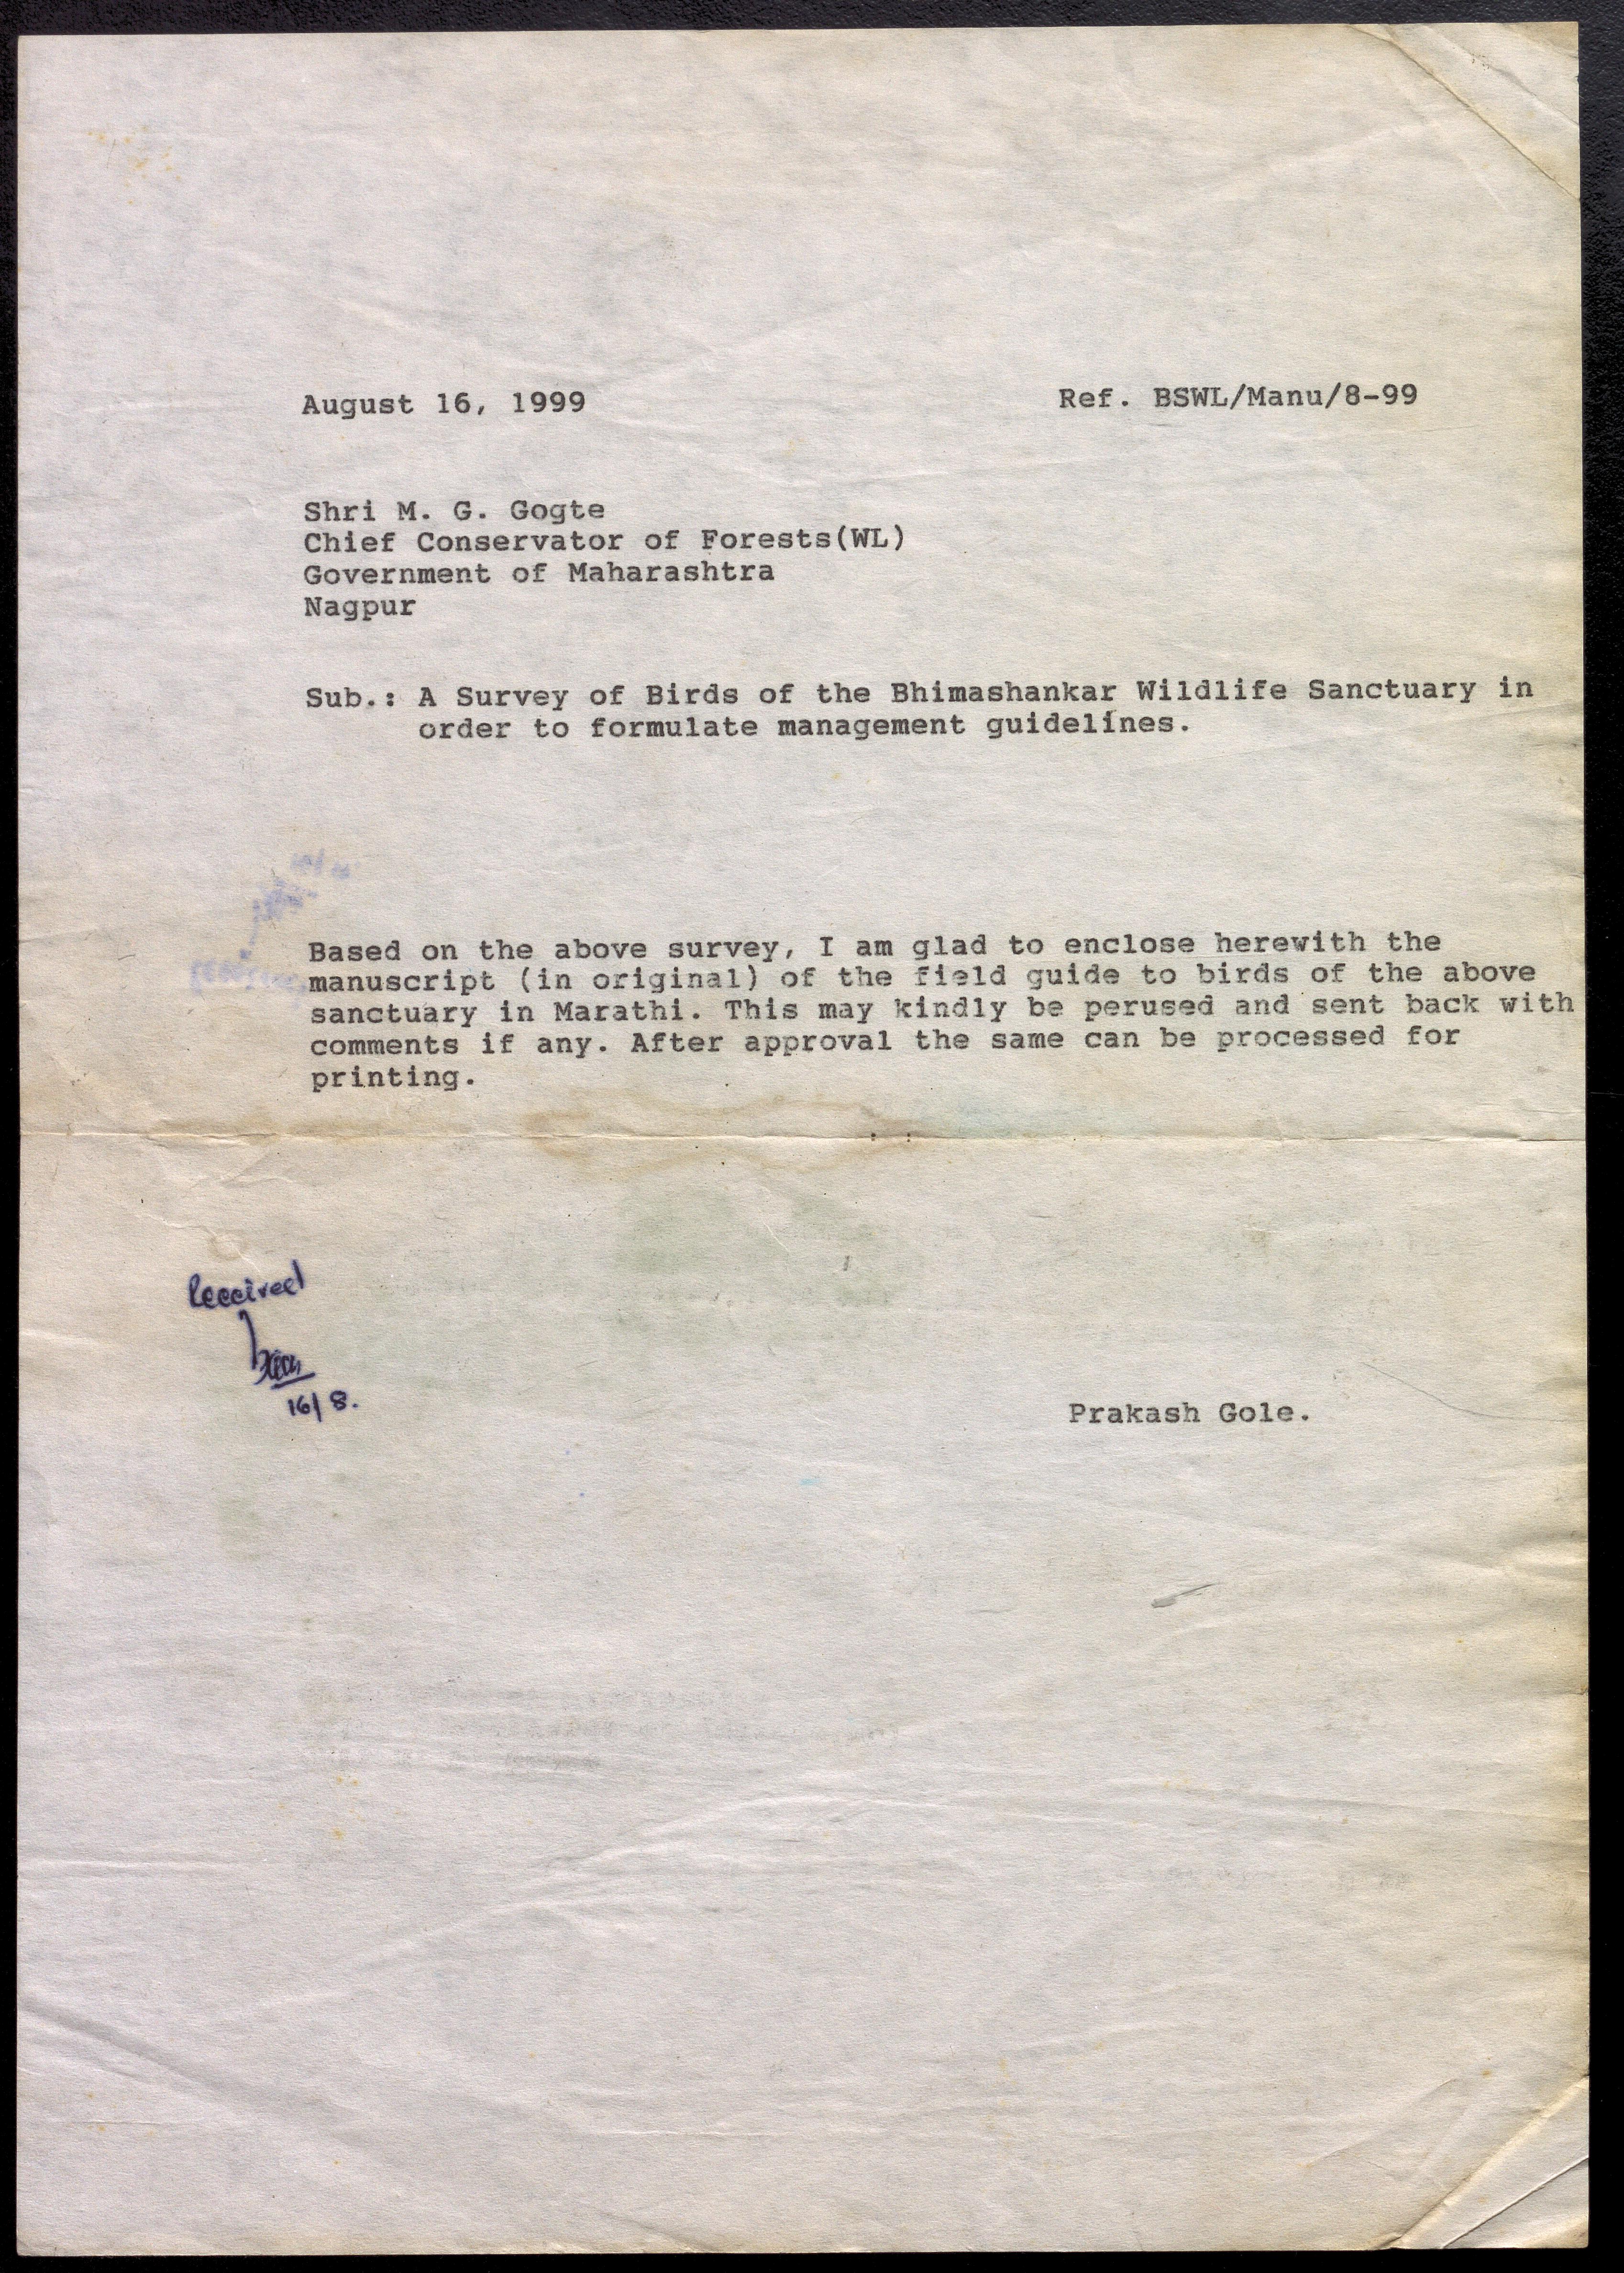 August 16, 1999 Ref. BSWL/Manu/8-99
Shri M. G. Gogte
Chief Conservator of Forests(WL)
Government of Maharashtra
Nagpur
Sub.: A Survey of Birds of the Bhimashankar Wildlife Sanctuary in
order to formulate management guidelines.
Based on the above survey, I am glad to enclose herewith the
manuscript (in original) of the field guide to birds of the above
sanctuary in Marathi. This may kindly be perused and sent back with
comments if any. After approval the same can be processed for
printing.
Received
16/8.
Prakash Gole.